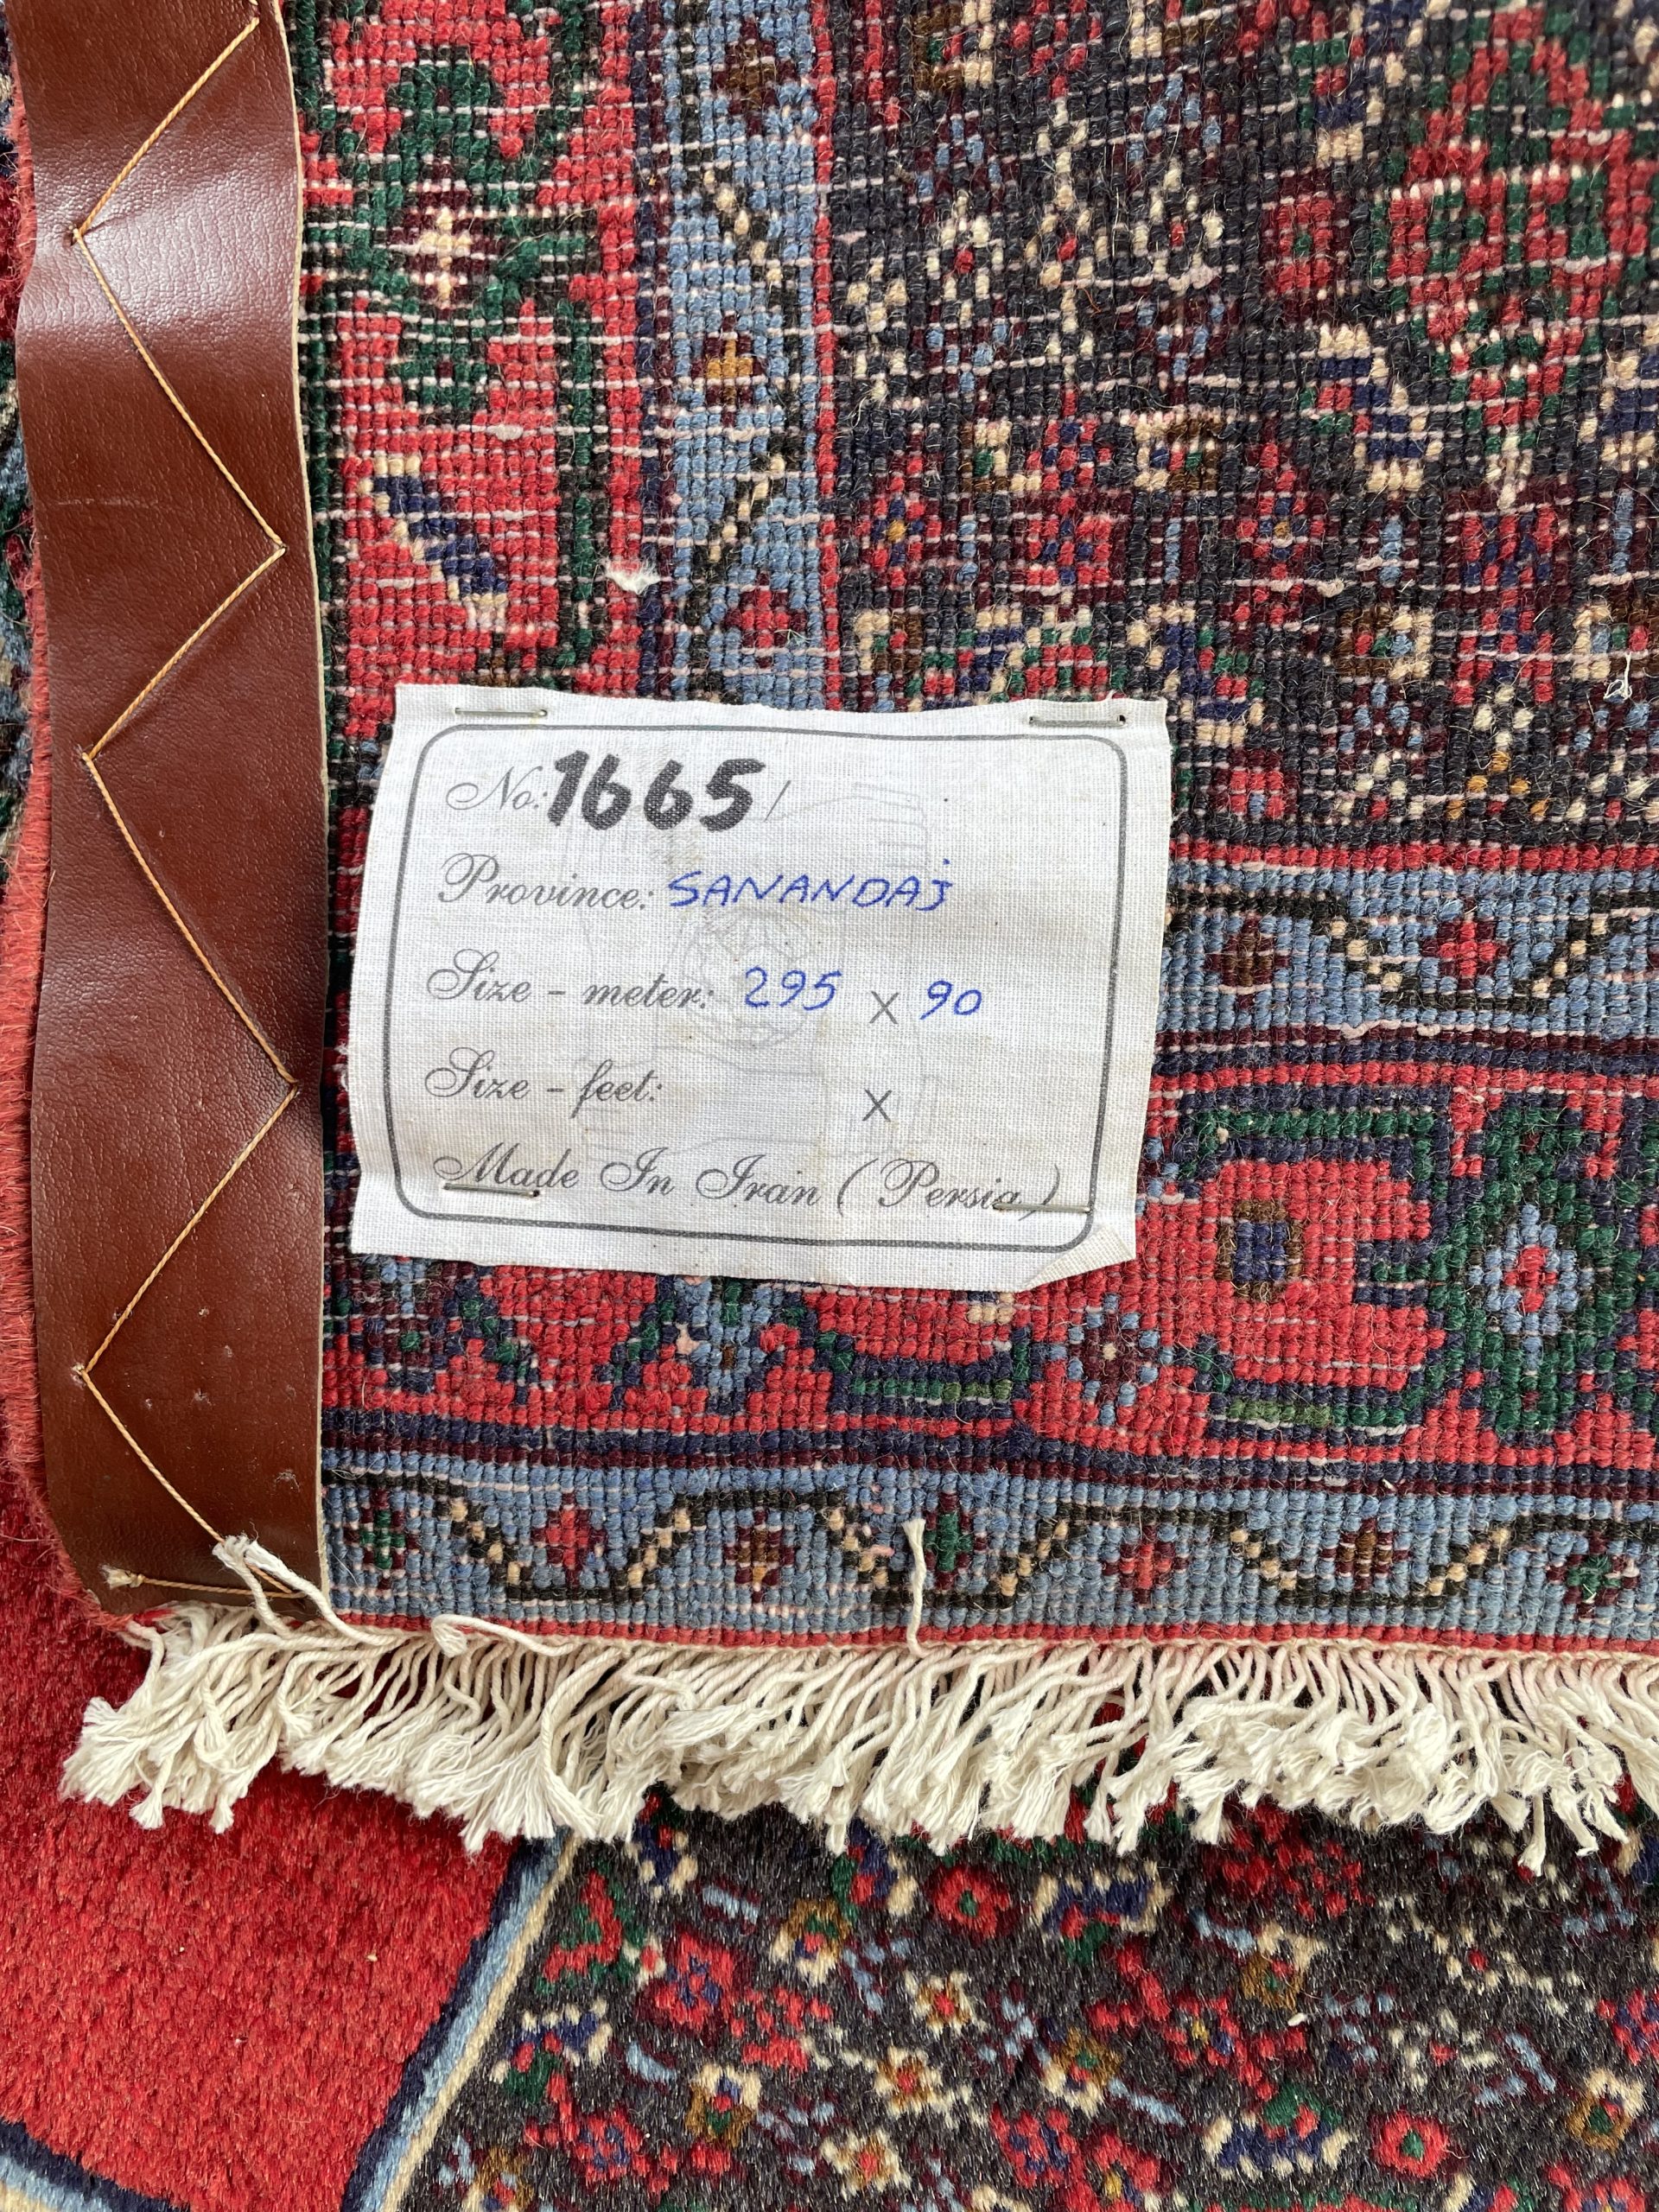 No: 1665/
Province: SANANDAJ
Size - meter: 295 X 90
Size - feet: X
Made In Iran ( Persia )